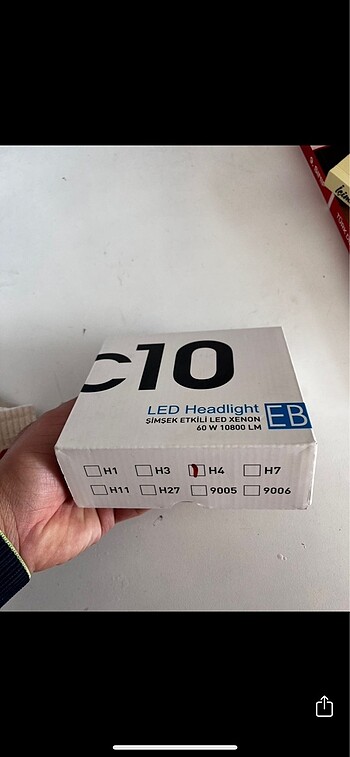 c10
LED Headlight
ŞİMŞEK ETKİLİ LED XENON
60 W 10800 LM
EB
H1 H3 H4 H7
H11 H27 9005 9006